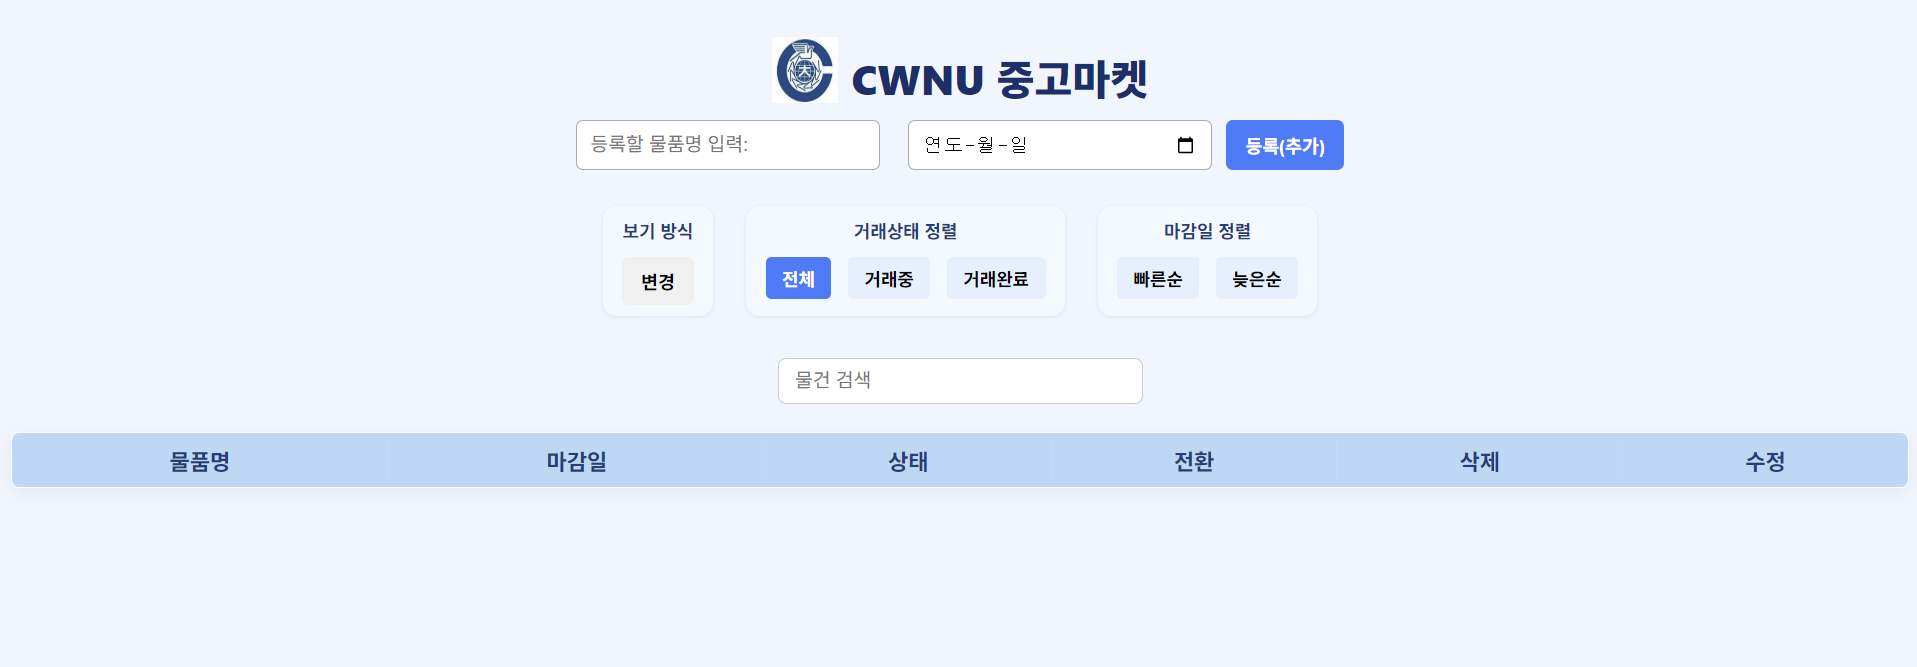 CWNU 중고마켓
등록할 물품명 입력:
연도-월-일
등록(추가)
보기 방식
변경
거래상태 정렬
전체 거래중 거래완료
마감일 정렬
빠른순 늦은순
물건 검색
물품명 마감일 상태 전환 삭제 수정